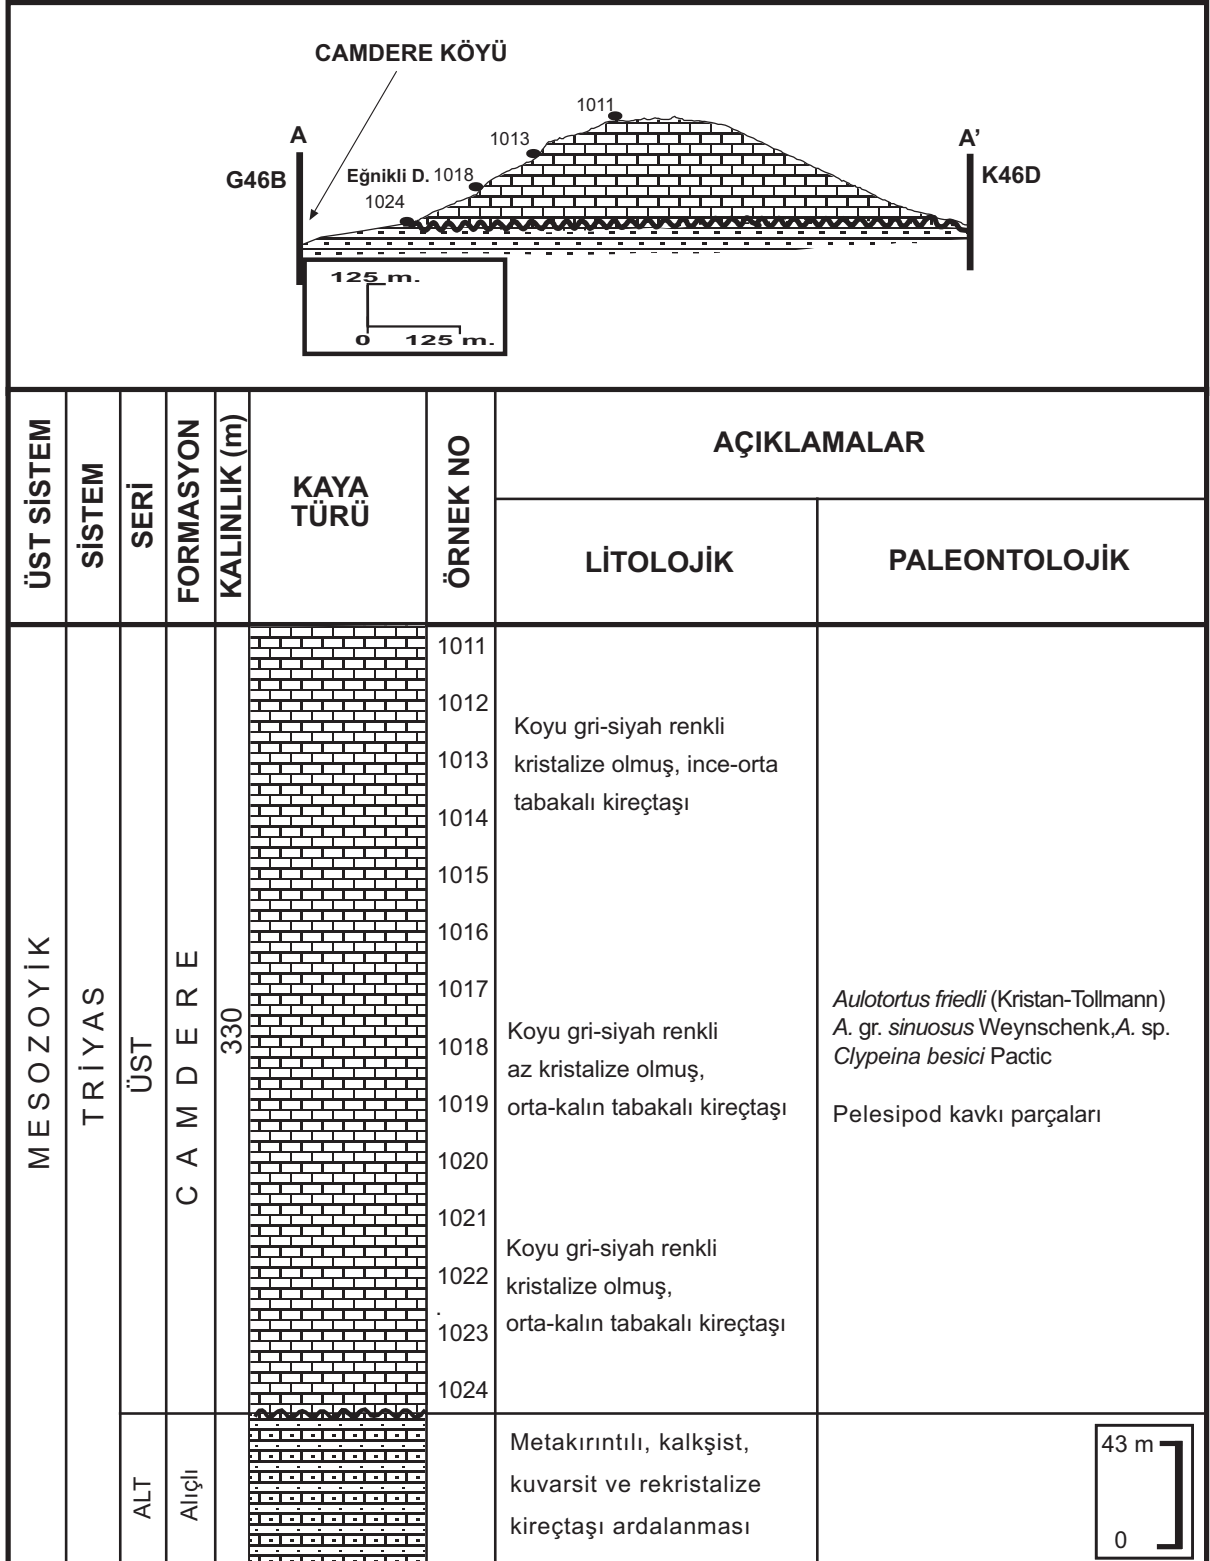 CAMDERE KÖYÜ
1011
A
1013
A’
G46B
Eğnikli D. 1018
K46D
1024
125 m.
0 125 m.
ÜST SİSTEM
SİSTEM
SERİ
FORMASYON
KALINLIK (m)
KAYA
TÜRÜ
ÖRNEK NO
AÇIKLAMALAR
LİTOLOJİK
PALEONTOLOJİK
MESOZOYİK
TRİYAS
ÜST
CAMDERE
330
1011
1012
1013
1014
1015
1016
1017
1018
1019
1020
1021
1022
1023
1024
Koyu gri-siyah renkli
kristalize olmuş, ince-orta
tabakalı kireçtaşı
Koyu gri-siyah renkli
az kristalize olmuş,
orta-kalın tabakalı kireçtaşı
Koyu gri-siyah renkli
kristalize olmuş,
orta-kalın tabakalı kireçtaşı
Aulotortus friedli (Kristan-Tollmann)
A. gr. sinuosus Weynschenk,A. sp.
Clypeina besici Pactic
Pelesipod kavkı parçaları
ALT
Alıçlı
Metakırıntılı, kalkşist,
kuvarsit ve rekristalize
kireçtaşı ardalanması
43 m
0